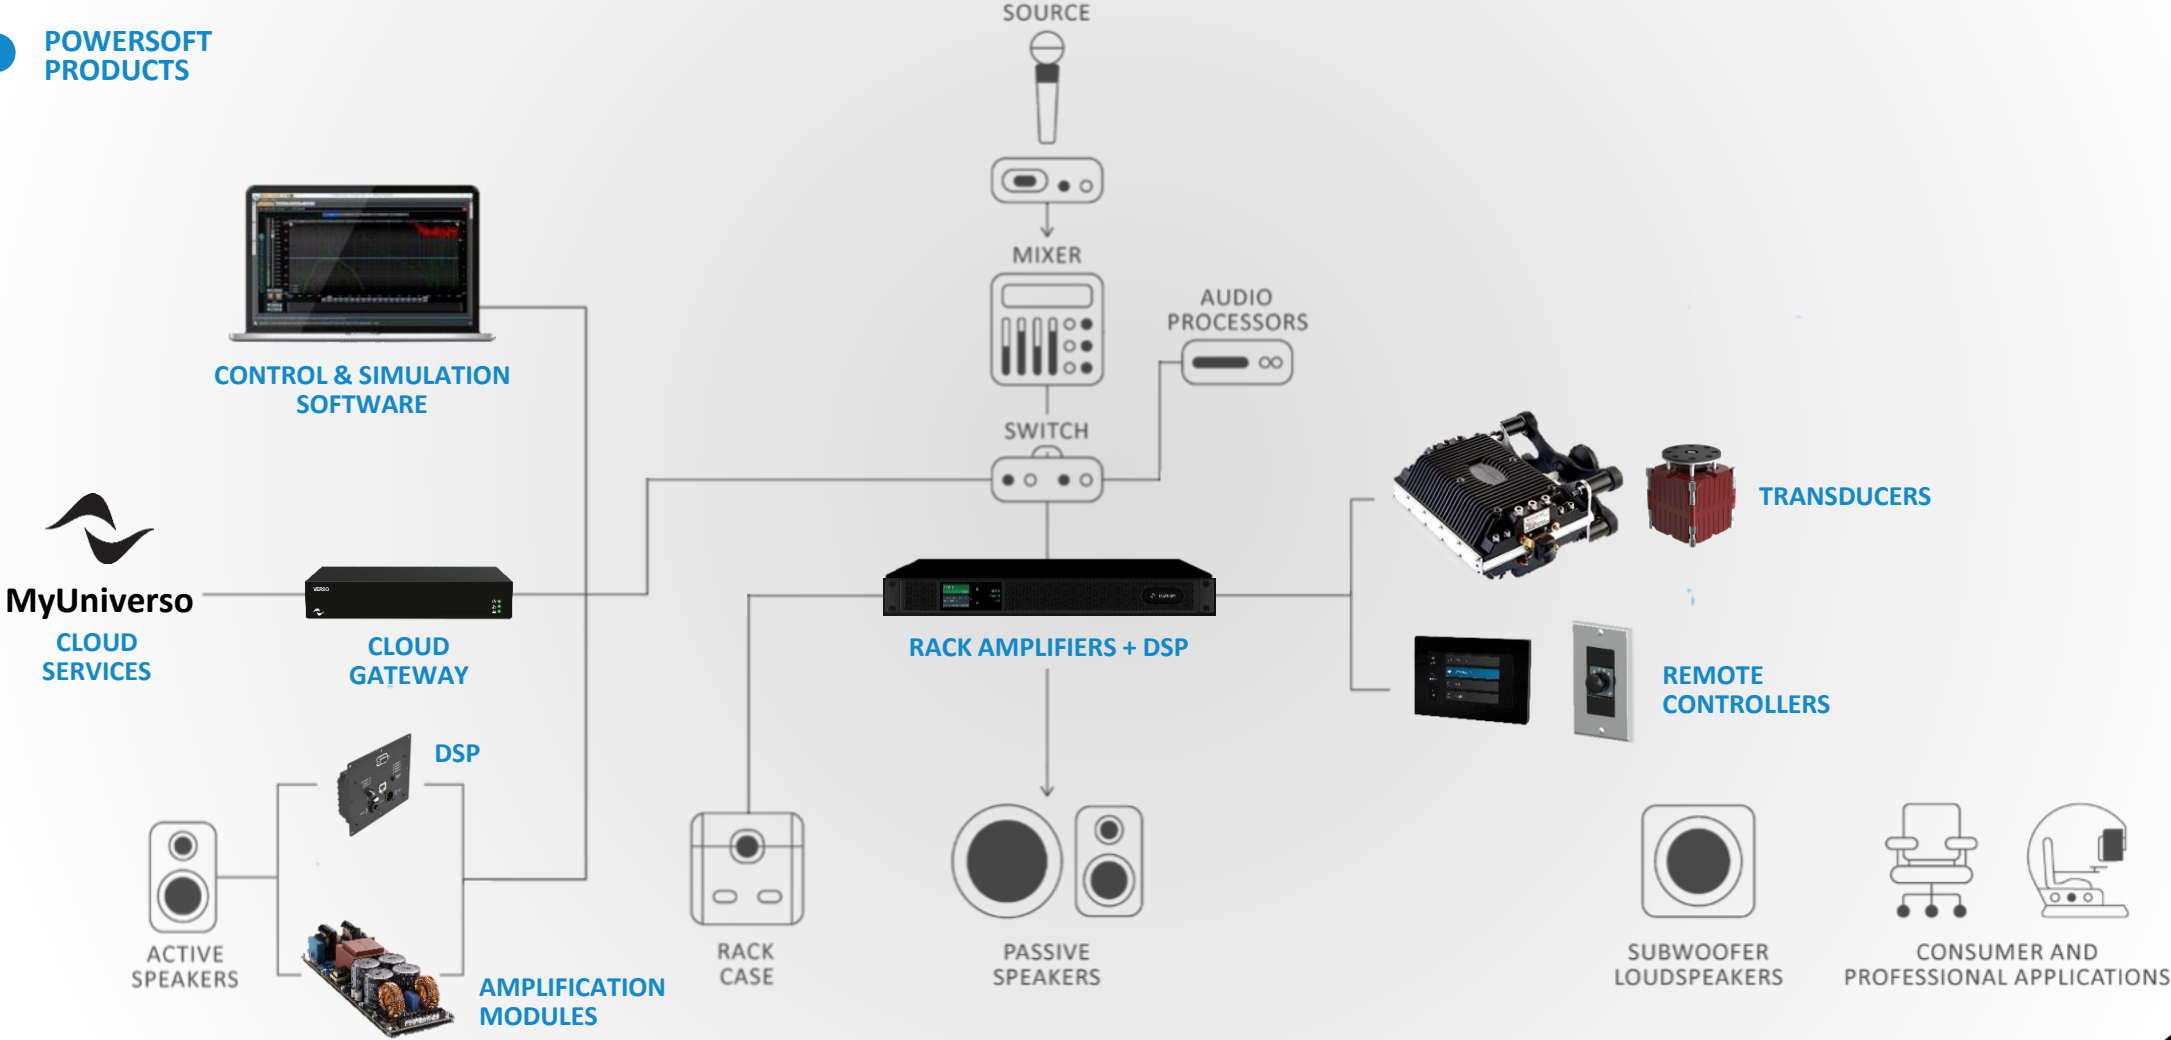 POWERSOFT
PRODUCTS
SOURCE
MIXER
AUDIO
PROCESSORS
CONTROL & SIMULATION
SOFTWARE
SWITCH
TRANSDUCERS
MyUniverso
CLOUD
SERVICES
VERSO
CLOUD
GATEWAY
RACK AMPLIFIERS + DSP
REMOTE
CONTROLLERS
DSP
ACTIVE
SPEAKERS
AMPLIFICATION
MODULES
RACK
CASE
PASSIVE
SPEAKERS
SUBWOOFER
LOUDSPEAKERS
CONSUMER AND
PROFESSIONAL APPLICATIONS